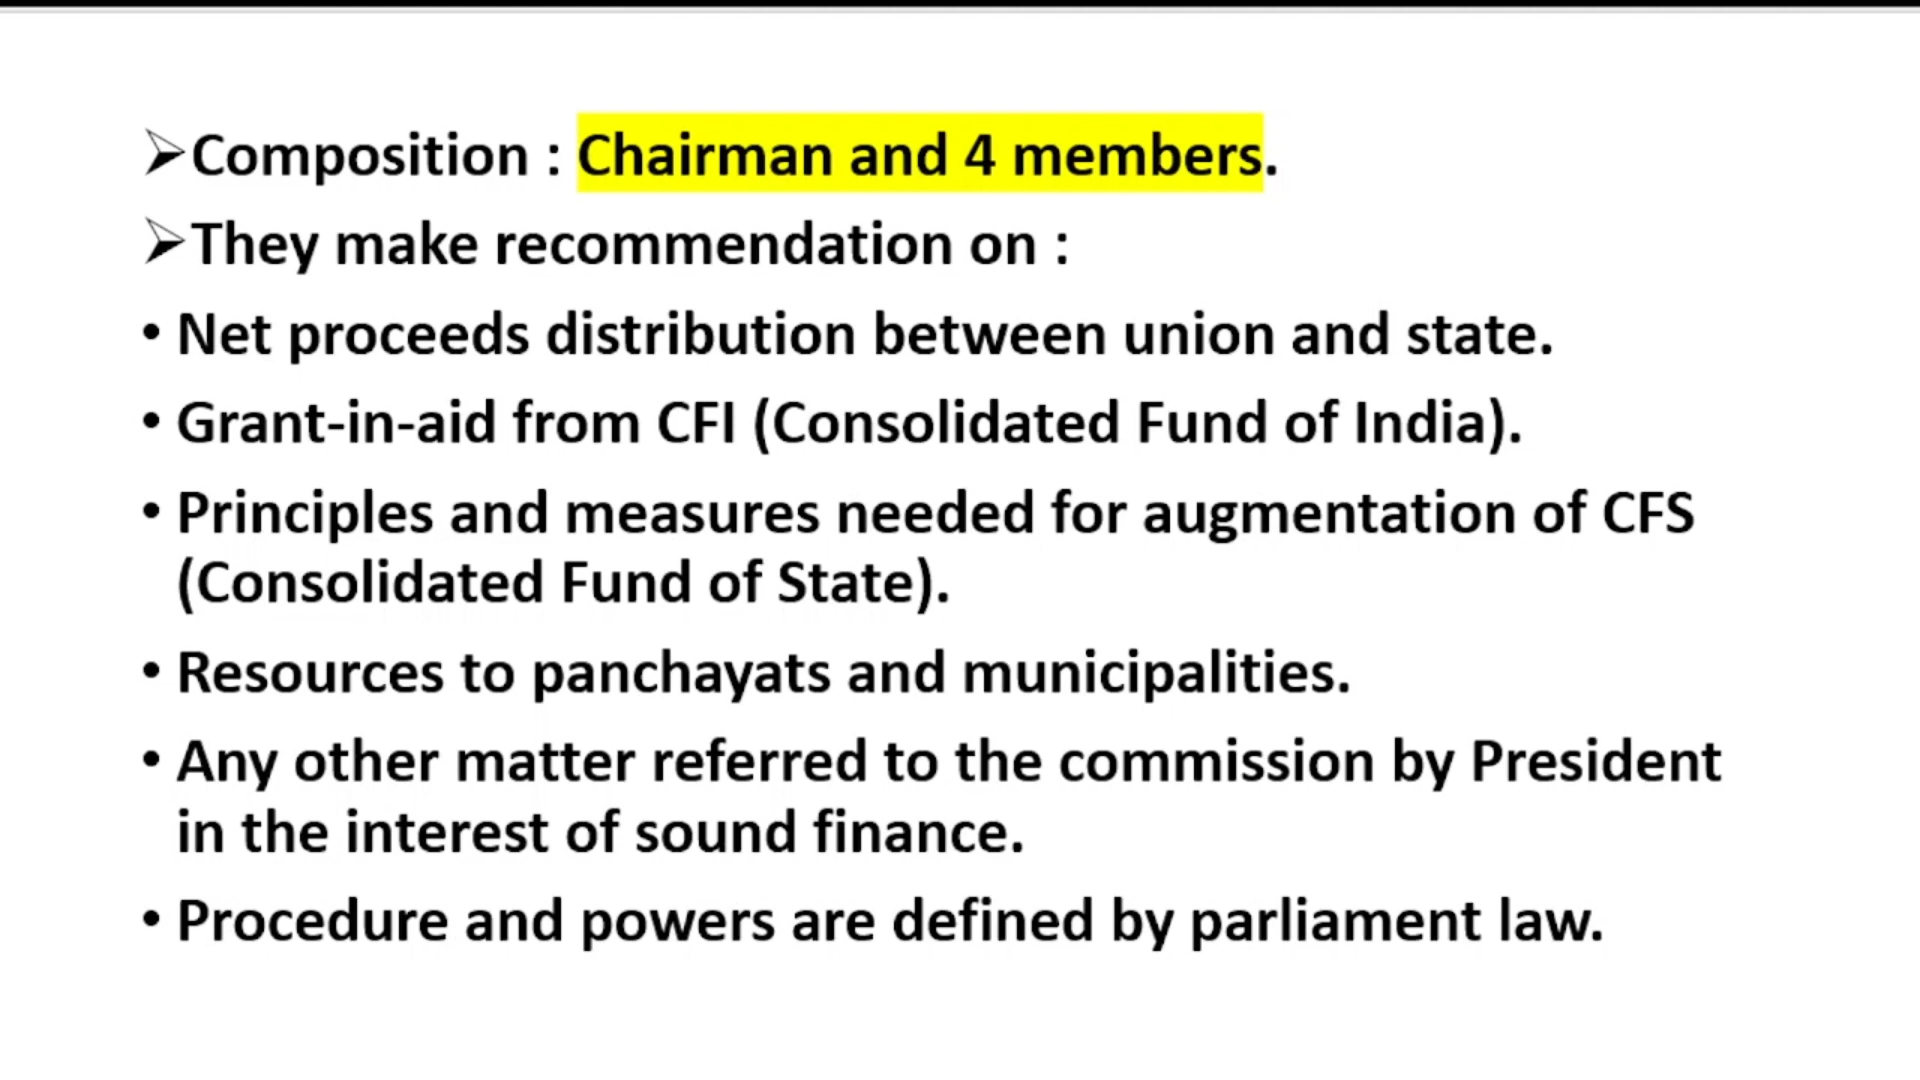 ➢Composition : Chairman and 4 members.
➢They make recommendation on :
• Net proceeds distribution between union and state.
• Grant-in-aid from CFI (Consolidated Fund of India).
• Principles and measures needed for augmentation of CFS
(Consolidated Fund of State).
• Resources to panchayats and municipalities.
• Any other matter referred to the commission by President
in the interest of sound finance.
• Procedure and powers are defined by parliament law.